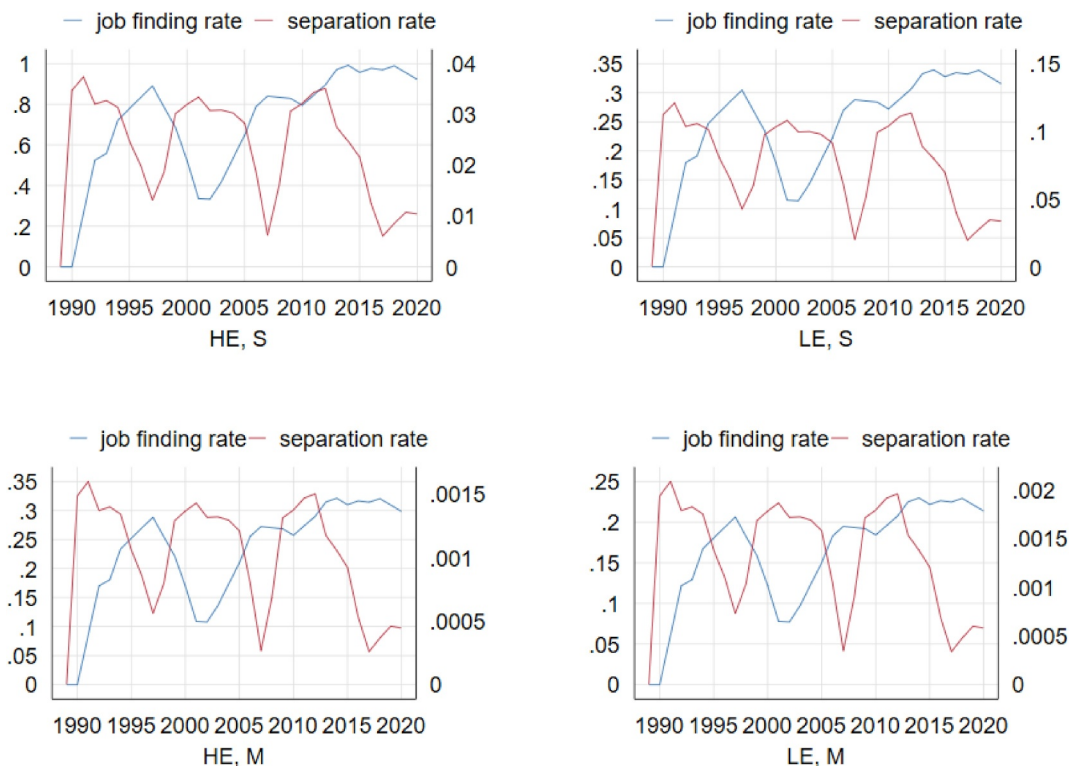 job finding rate separation rate
1 .04
.8 .03
.6 .02
.4 .01
.2
0 0
1990 1995 2000 2005 2010 2015 2020
HE, S
job finding rate separation rate
.35 .15
.3
.25 .1
.2
.15 .05
.1
.05
0 0
1990 1995 2000 2005 2010 2015 2020
LE, S
job finding rate separation rate
.35 .0015
.3
.25 .001
.2
.15 .0005
.1
.05
0 0
1990 1995 2000 2005 2010 2015 2020
HE, M
job finding rate separation rate
.25 .002
.2 .0015
.15 .001
.1 .0005
.05
0 0
1990 1995 2000 2005 2010 2015 2020
LE, M